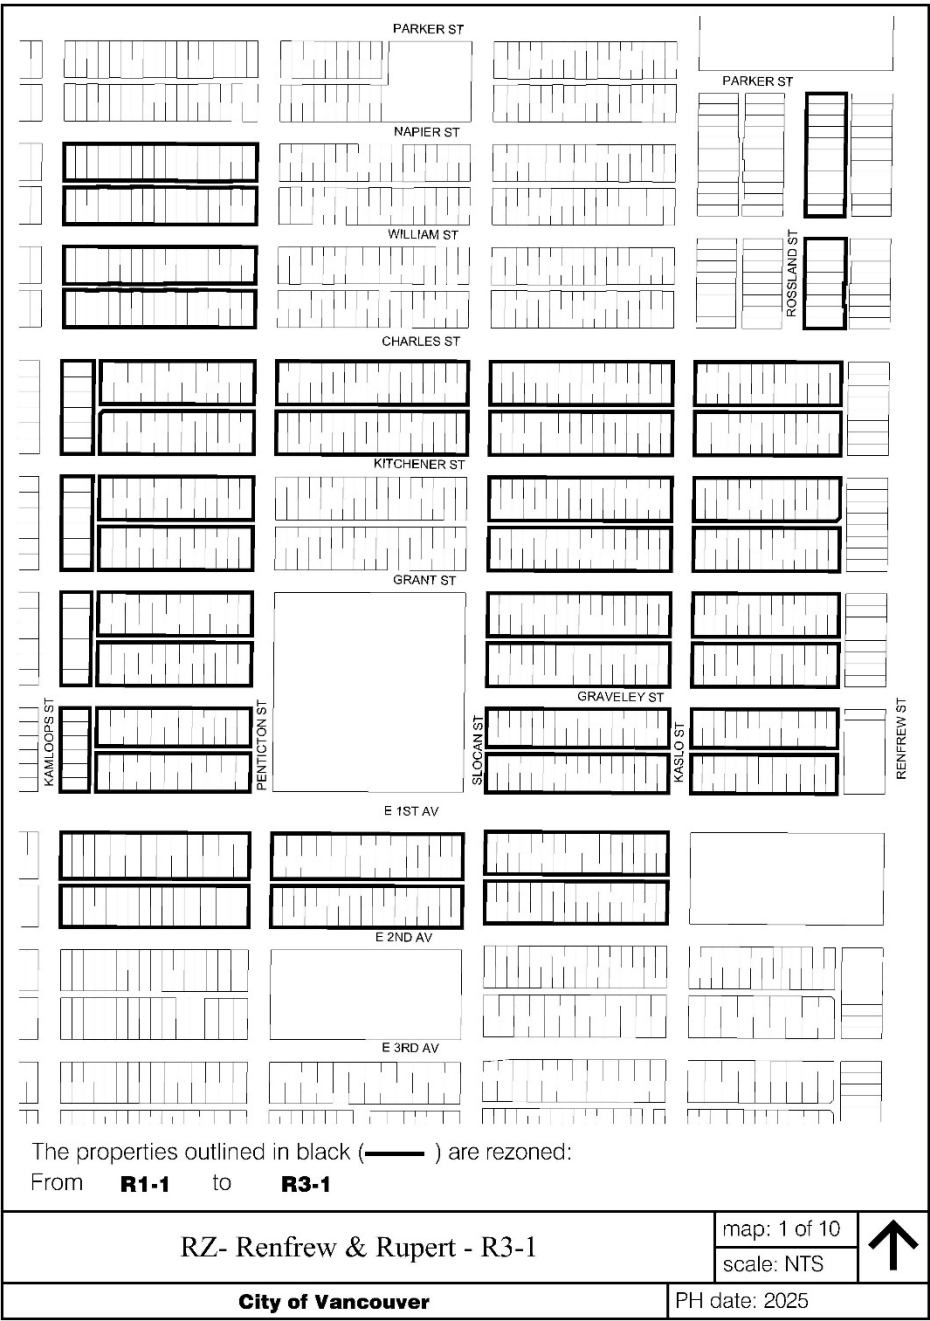 PARKER ST
PARKER ST
NAPIER ST
WILLIAM ST
ROSSLAND ST
CHARLES ST
KITCHENER ST
GRANT ST
GRAVELEY ST
KAMLOOPS ST
PENTICTON ST
SLOCAN ST
KASLO ST
RENFREW ST
E 1ST AV
E 2ND AV
E 3RD AV
The properties outlined in black ( ) are rezoned:
From R1-1 to R3-1
RZ- Renfrew & Rupert - R3-1
map: 1 of 10
scale: NTS
City of Vancouver
PH date: 2025